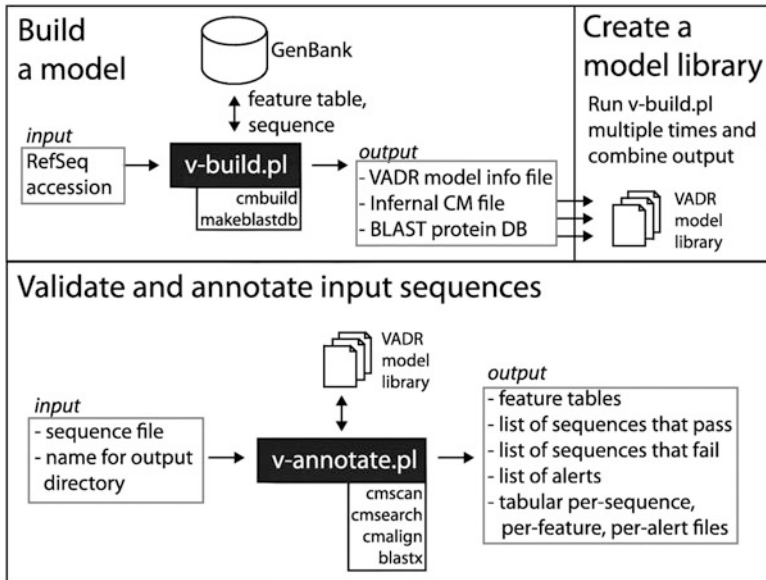 Build
a model
GenBank
feature table,
sequence
input
RefSeq
accession
v-build.pl
cmbuild
makeblastdb
output
- VADR model info file
- Infernal CM file
- BLAST protein DB
Create a
model library
Run v-build.pl
multiple times and
combine output
VADR
model
library
Validate and annotate input sequences
VADR
model
library
input
- sequence file
- name for output
directory
v-annotate.pl
cmscan
cmsearch
cmalign
blastx
output
- feature tables
- list of sequences that pass
- list of sequences that fail
- list of alerts
- tabular per-sequence,
per-feature, per-alert files